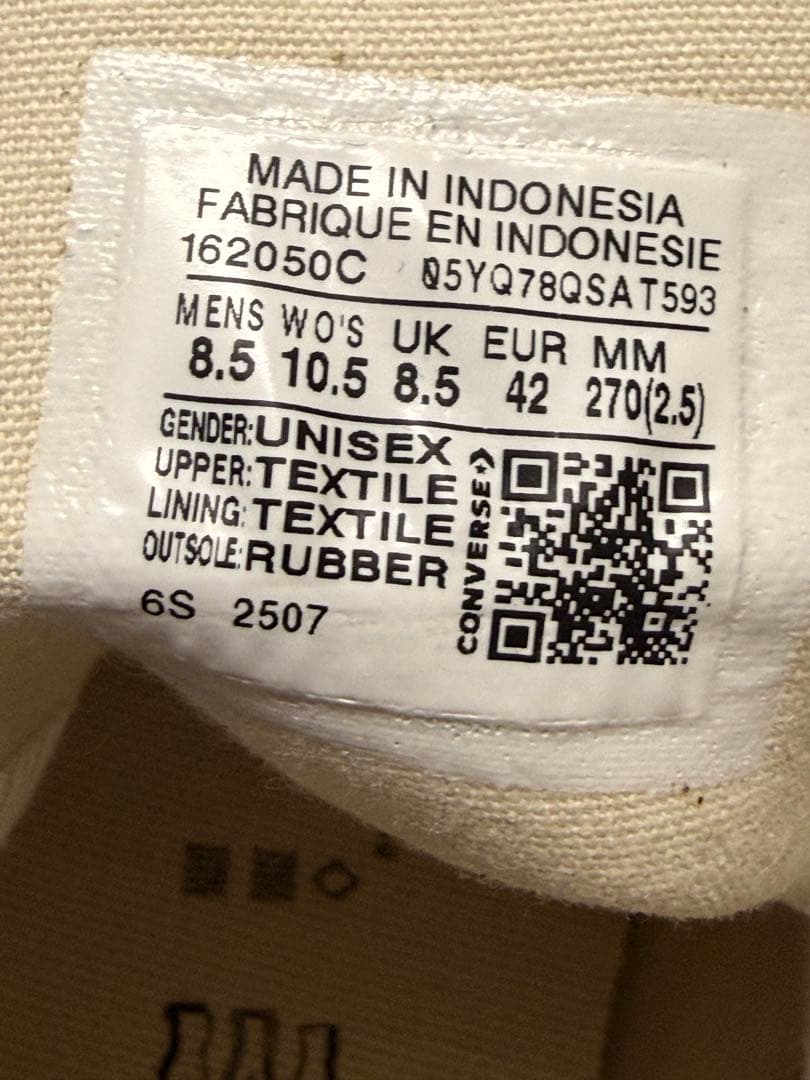 MADE IN INDONESIA
FABRIQUE EN INDONESIE
162050C 05YQ78QSAT593
MENS WO'S UK EUR MM
8.5 10.5 8.5 42 270(2.5)
GENDER:UNISEX
UPPER:TEXTILE
LINING:TEXTILE
OUTSOLE:RUBBER
6S 2507
CONVERSE